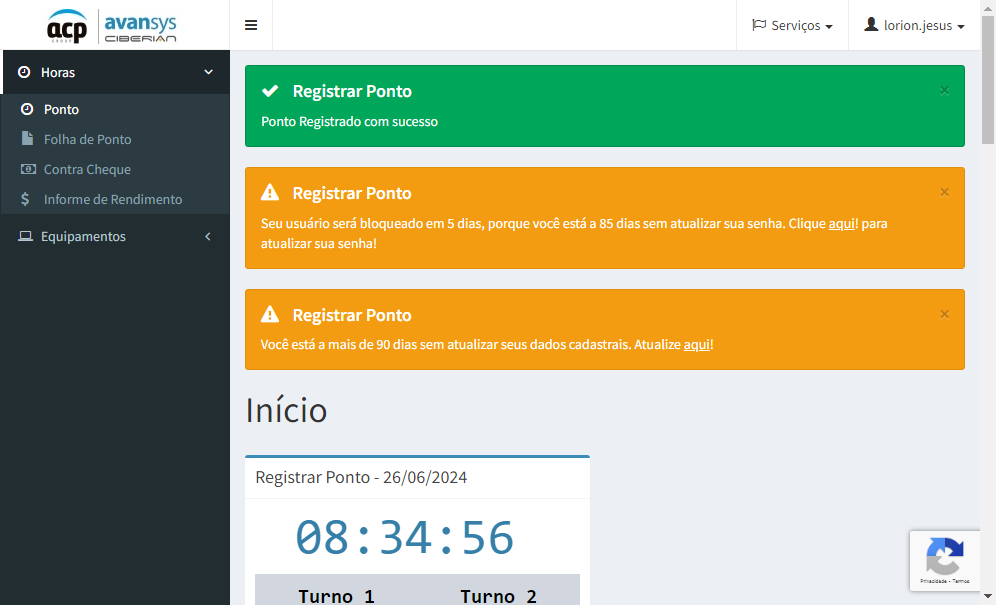 acp
GROUP
avansys
CIBERIAN
Serviços
lorion.jesus
Horas
Ponto
Folha de Ponto
Contra Cheque
Informe de Rendimento
Equipamentos
Registrar Ponto
×
Ponto Registrado com sucesso
Registrar Ponto
×
Seu usuário será bloqueado em 5 dias, porque você está a 85 dias sem atualizar sua senha. Clique aqui! para
atualizar sua senha!
Registrar Ponto
×
Você está a mais de 90 dias sem atualizar seus dados cadastrais. Atualize aqui!
Início
Registrar Ponto - 26/06/2024
08:34:56
Turno 1 Turno 2
Privacidade - Termos